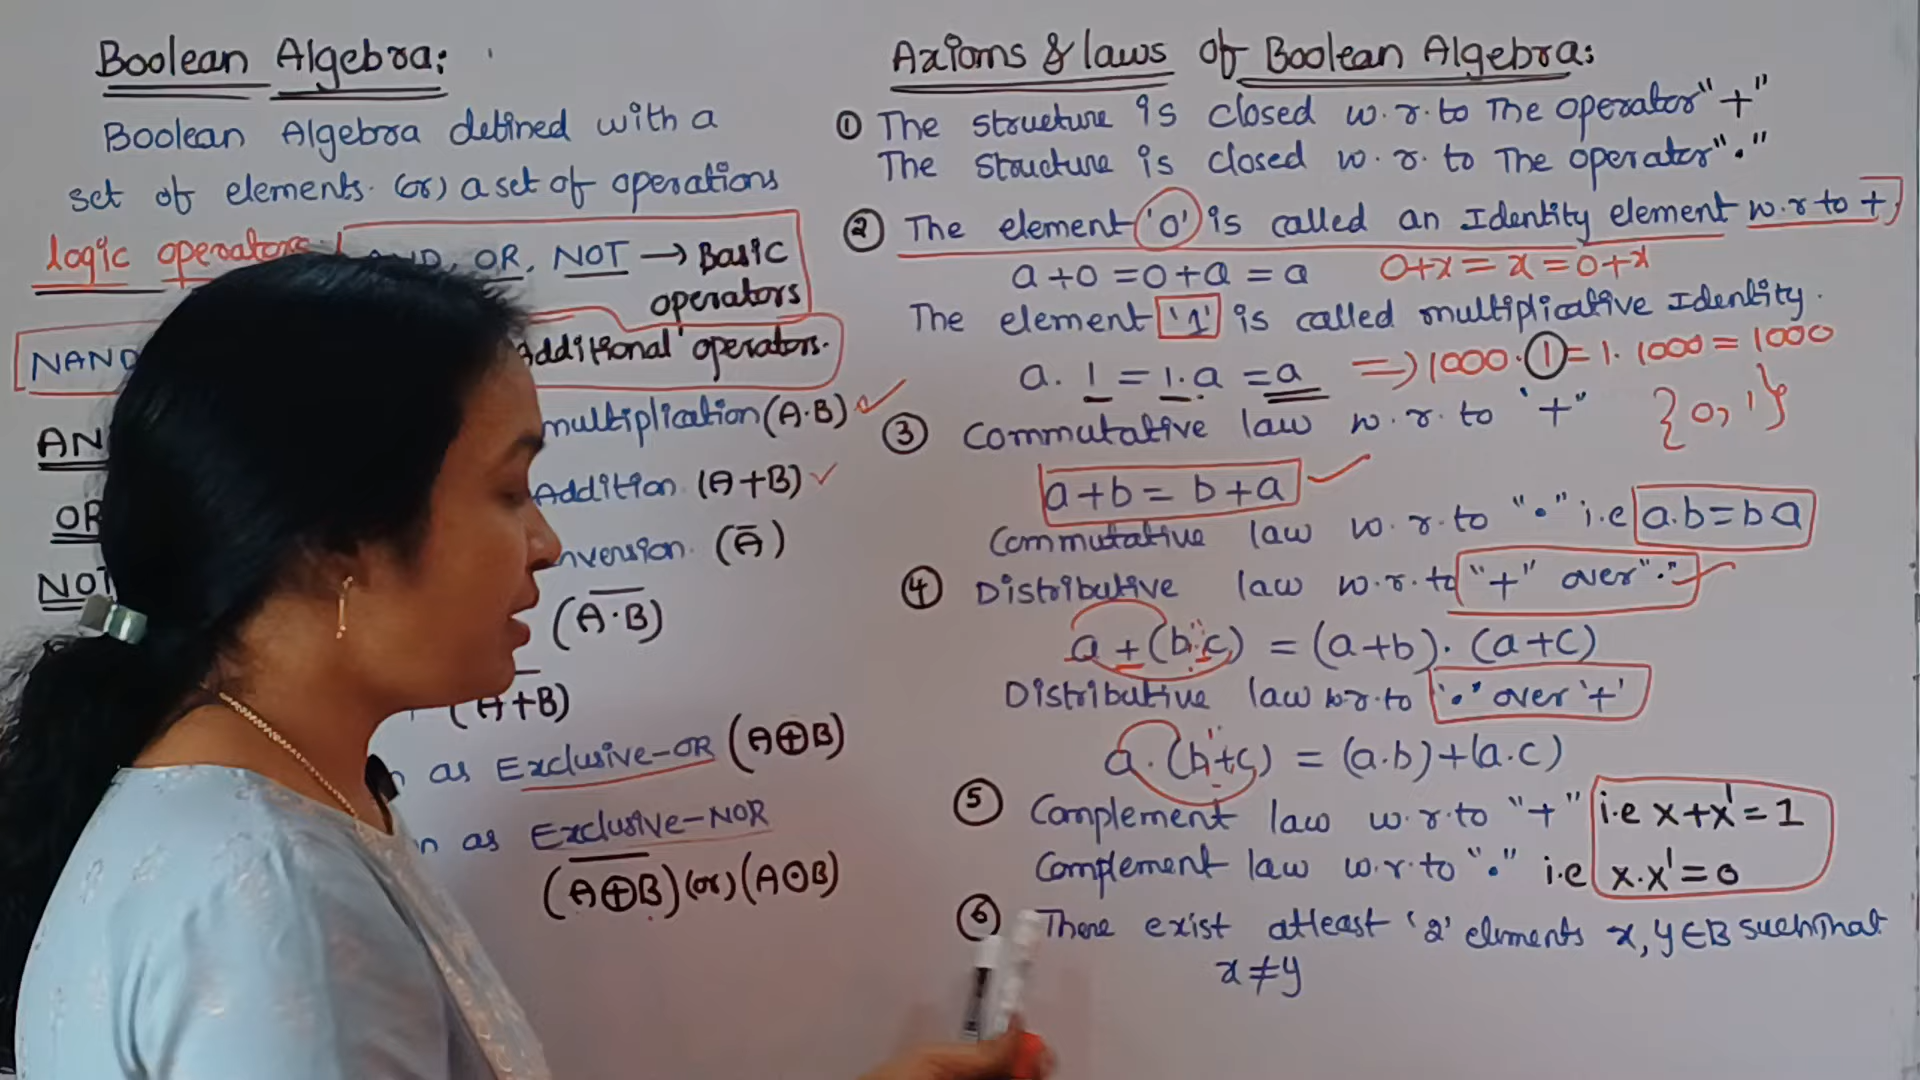 Boolean Algebra:
Boolean Algebra defined with a
set of elements. (or) a set of operations
logic operators
OR, NOT → Basic
operators
NAND
Additional operators.
multiplication (A·B) ✓
Addition (A+B) ✓
OR
nversion. (A̅)
NOT
(A·B)̅
(A+B)̅
n as Exclusive-OR (A⊕B)
n as Exclusive-NOR
(A⊕B)̅ (or) (A⊙B)
Axioms & laws of Boolean Algebra:
① The structure is closed w.r.to The operator "+"
The structure is closed w.r.to The operator "."
② The element '0' is called an Identity element w.r to +.
a+0=0+a=a 0+x=x=0+x
The element '1' is called multiplicative Identity.
a.1=1.a=a ⇒ 1000.1=1.1000=1000
③ Commutative law w.r.to '+" {0,1}
a+b=b+a ✓
Commutative law w.r.to "." i.e a.b=ba
④ Distributive law w.r.to "+" over "."
a+(b.c)=(a+b).(a+c)
Distributive law w.r.to '.' over '+'
a.(b+c)=(a.b)+(a.c)
⑤ Complement law w.r.to "+" i.e x+x'=1
Complement law w.r.to "." i.e x.x'=0
⑥ There exist atleast '2' elements x,y∈B such that
x≠y